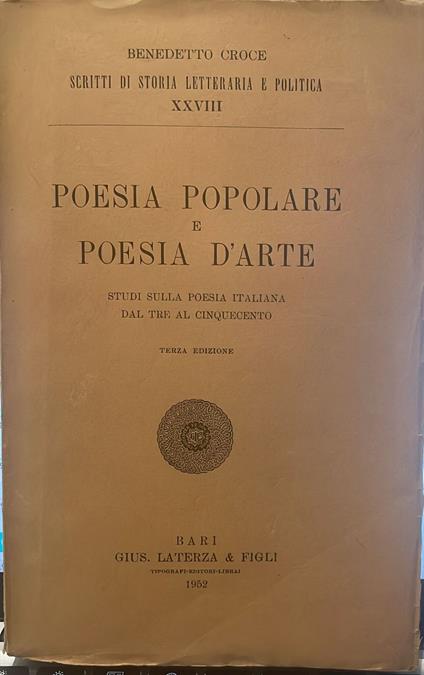 BENEDETTO CROCE
SCRITTI DI STORIA LETTERARIA E POLITICA
XXVIII
POESIA POPOLARE
E
POESIA D'ARTE
STUDI SULLA POESIA ITALIANA
DAL TRE AL CINQUECENTO
TERZA EDIZIONE
BARI
GIUS. LATERZA & FIGLI
TIPOGRAFI-EDITORI-LIBRAI
1952